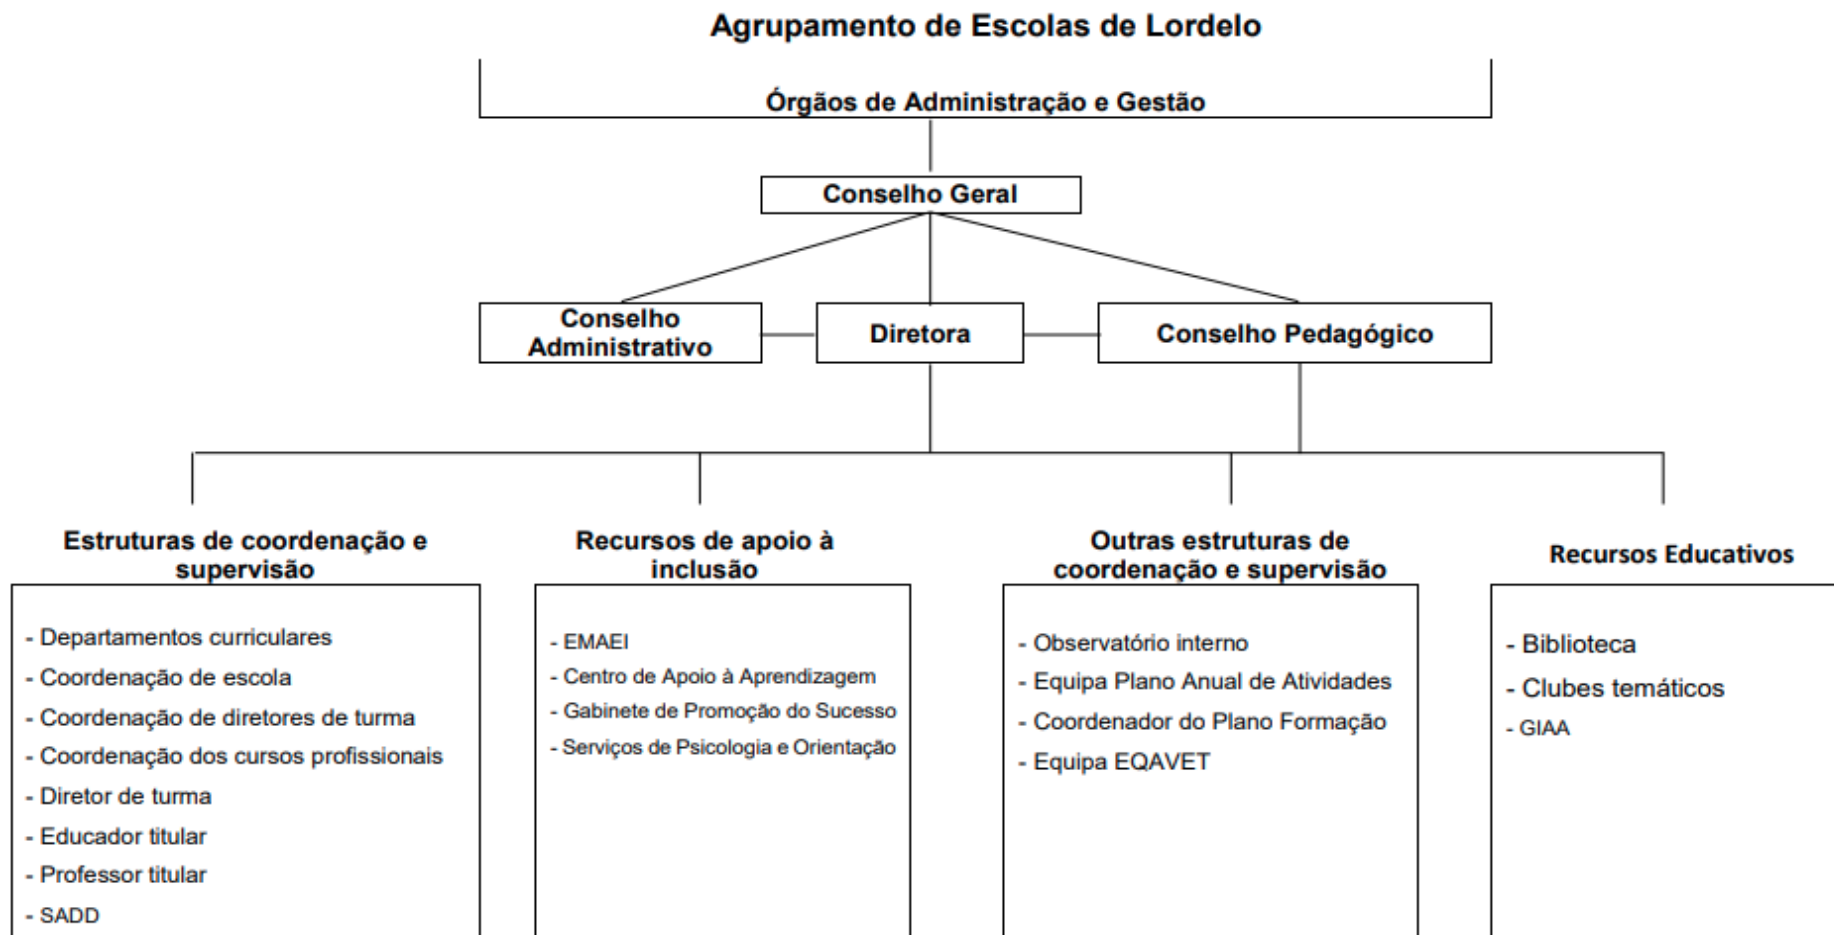 Agrupamento de Escolas de Lordelo
Órgãos de Administração e Gestão
Conselho Geral
Conselho
Administrativo
Diretora
Conselho Pedagógico
Estruturas de coordenação e
supervisão
- Departamentos curriculares
- Coordenação de escola
- Coordenação de diretores de turma
- Coordenação dos cursos profissionais
- Diretor de turma
- Educador titular
- Professor titular
- SADD
Recursos de apoio à
inclusão
- EMAEI
- Centro de Apoio à Aprendizagem
- Gabinete de Promoção do Sucesso
- Serviços de Psicologia e Orientação
Outras estruturas de
coordenação e supervisão
- Observatório interno
- Equipa Plano Anual de Atividades
- Coordenador do Plano Formação
- Equipa EQAVET
Recursos Educativos
- Biblioteca
- Clubes temáticos
- GIAA